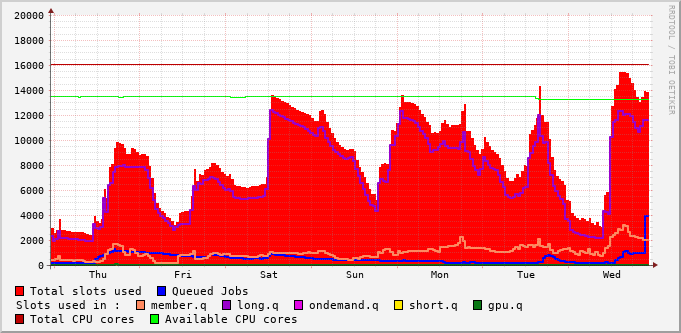 20000
18000
16000
14000
12000
10000
8000
6000
4000
2000
0
Thu Fri Sat Sun Mon Tue Wed
RRDTOOL / TOBI OETIKER
Total slots used Queued Jobs
Slots used in : member.q long.q ondemand.q short.q gpu.q
Total CPU cores Available CPU cores